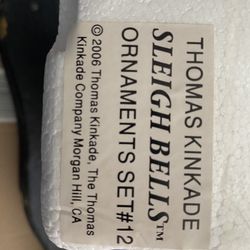 THOMAS KINKADE
SLEIGH BELLS™
ORNAMENTS SET#12
© 2006 Thomas Kinkade, The Thomas
Kinkade Company Morgan Hill, CA